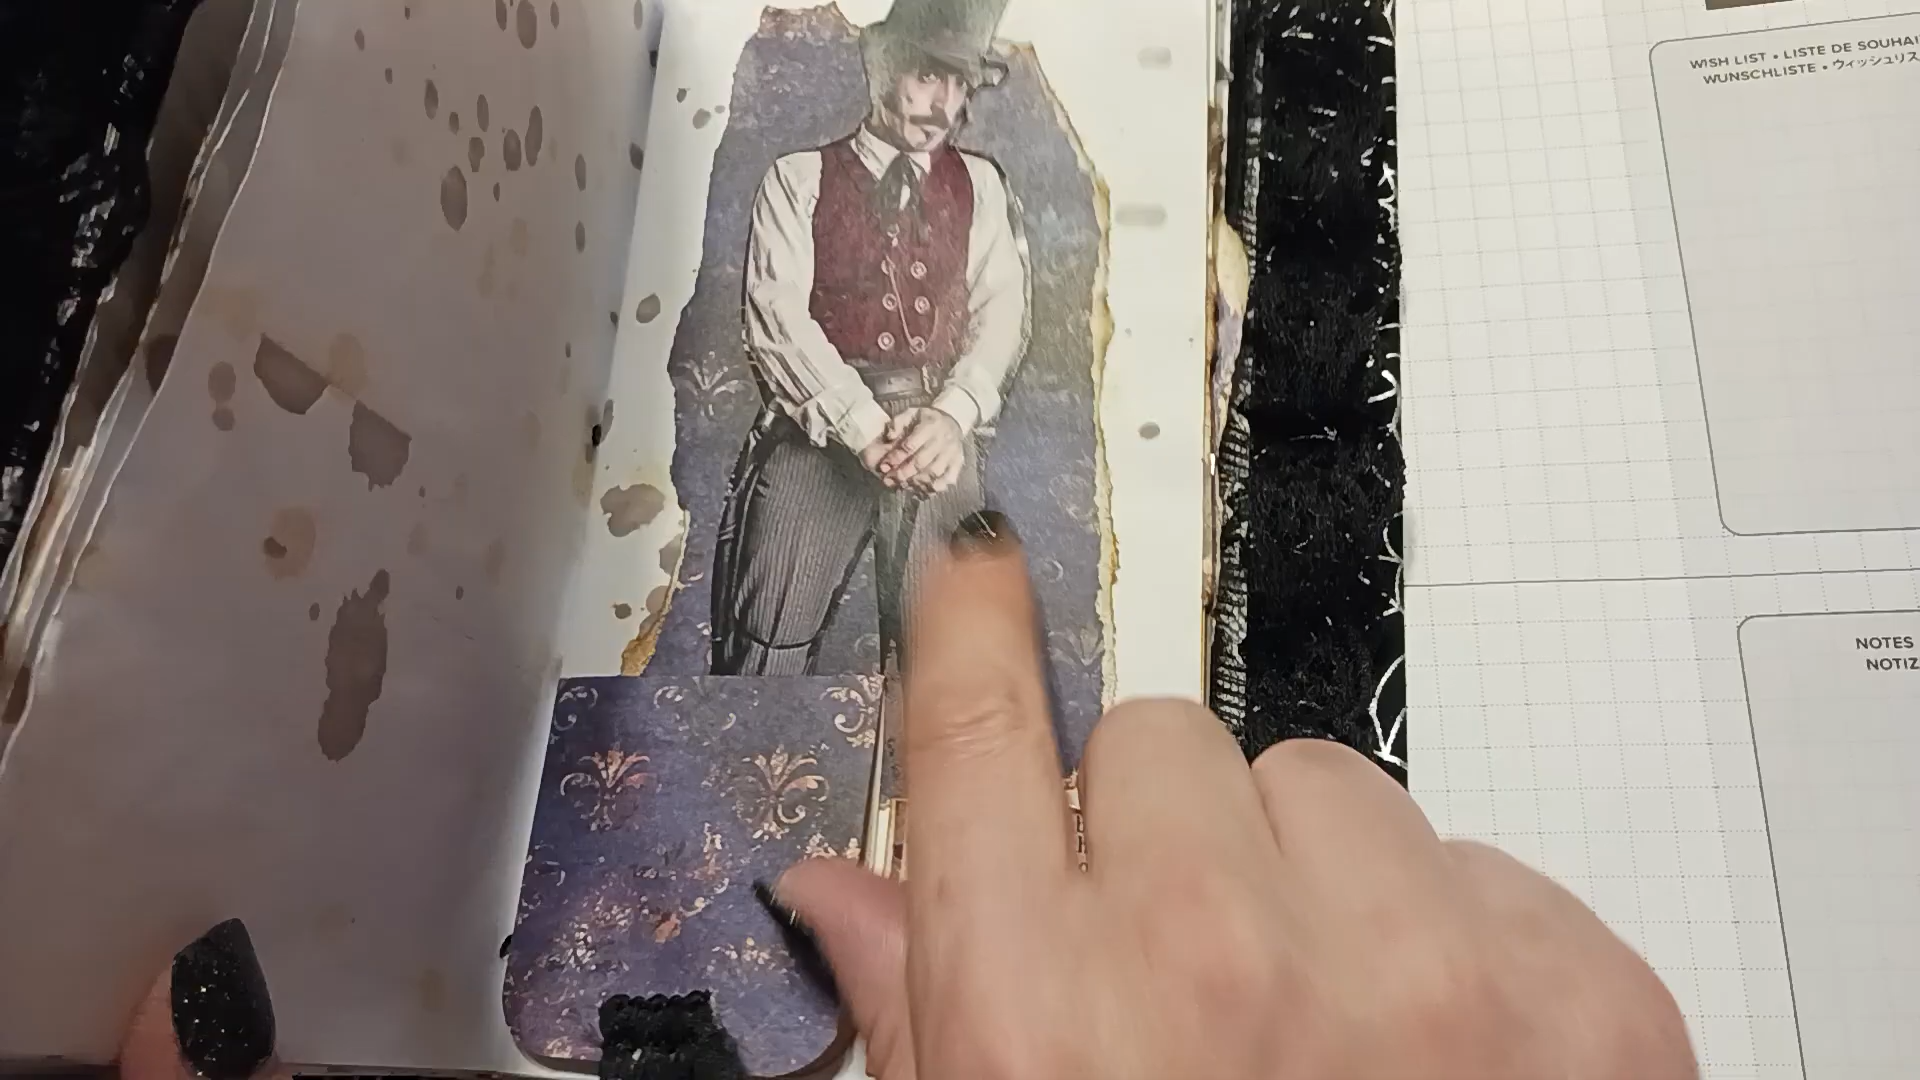 WISH LIST • LISTE DE SOUHAI
WUNSCHLISTE • ウィッシュリス
NOTES
NOTIZ